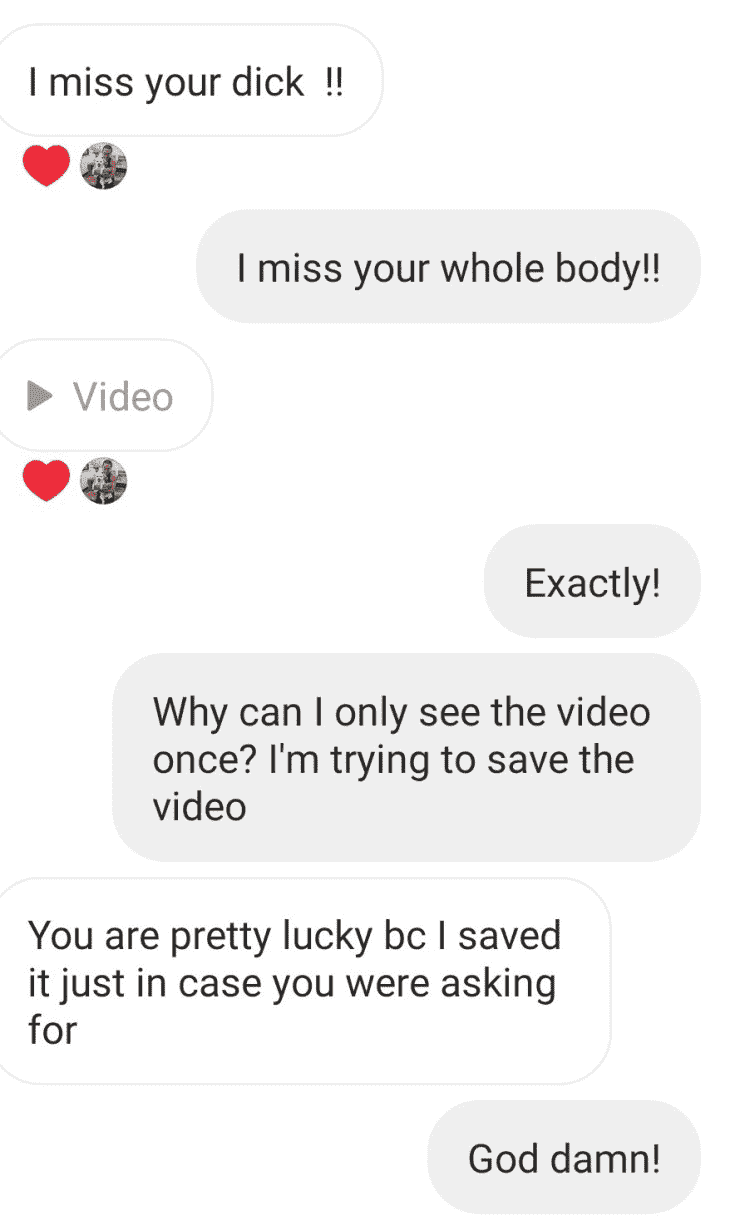 I miss your dick !!
I miss your whole body!!
Video
Exactly!
Why can I only see the video
once? I'm trying to save the
video
You are pretty lucky bc I saved
it just in case you were asking
for
God damn!